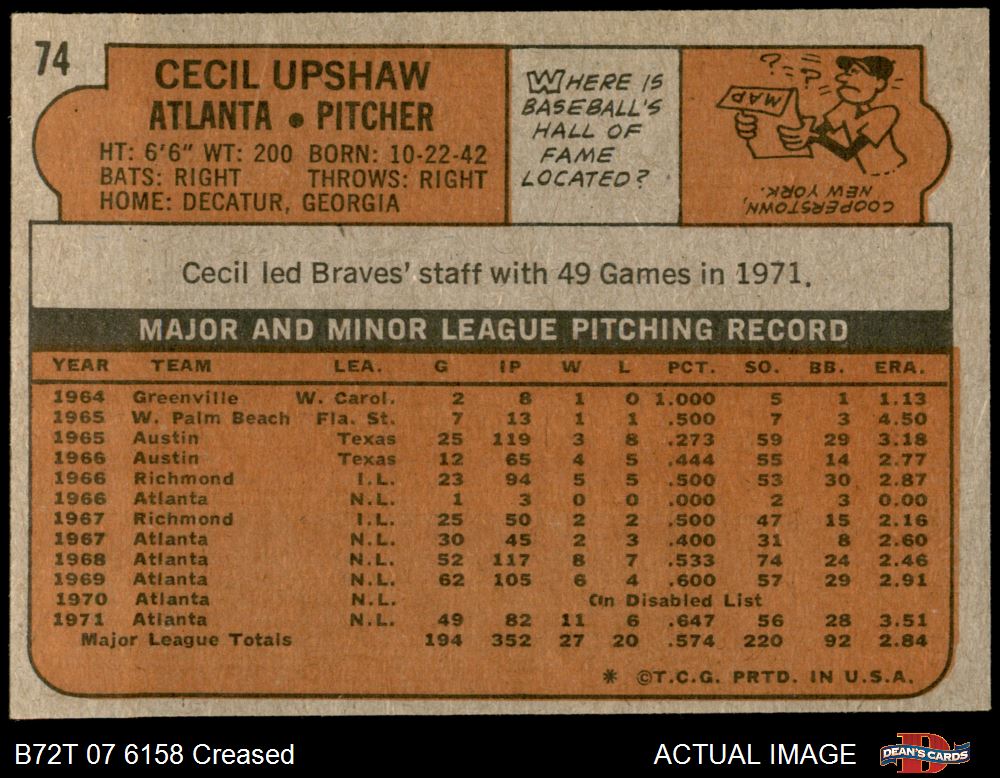 74
CECIL UPSHAW
ATLANTA • PITCHER
HT: 6'6" WT: 200 BORN: 10-22-42
BATS: RIGHT THROWS: RIGHT
HOME: DECATUR, GEORGIA
WHERE IS
BASEBALL'S
HALL OF
FAME
LOCATED?
? ? ?
MAP
COOPERSTOWN,
NEW YORK.
Cecil led Braves' staff with 49 Games in 1971.
MAJOR AND MINOR LEAGUE PITCHING RECORD
YEAR TEAM LEA. G IP W L PCT. SO. BB. ERA.
1964 Greenville W. Carol. 2 8 1 0 1.000 5 1 1.13
1965 W. Palm Beach Fla. St. 7 13 1 1 .500 7 3 4.50
1965 Austin Texas 25 119 3 8 .273 59 29 3.18
1966 Austin Texas 12 65 4 5 .444 55 14 2.77
1966 Richmond I.L. 23 94 5 5 .500 53 30 2.87
1966 Atlanta N.L. 1 3 0 0 .000 2 3 0.00
1967 Richmond I.L. 25 50 2 2 .500 47 15 2.16
1967 Atlanta N.L. 30 45 2 3 .400 31 8 2.60
1968 Atlanta N.L. 52 117 8 7 .533 74 24 2.46
1969 Atlanta N.L. 62 105 6 4 .600 57 29 2.91
1970 Atlanta N.L. On Disabled List
1971 Atlanta N.L. 49 82 11 6 .647 56 28 3.51
Major League Totals 194 352 27 20 .574 220 92 2.84
* ©T.C.G. PRTD. IN U.S.A.
B72T 07 6158 Creased
ACTUAL IMAGE
DEAN'S CARDS